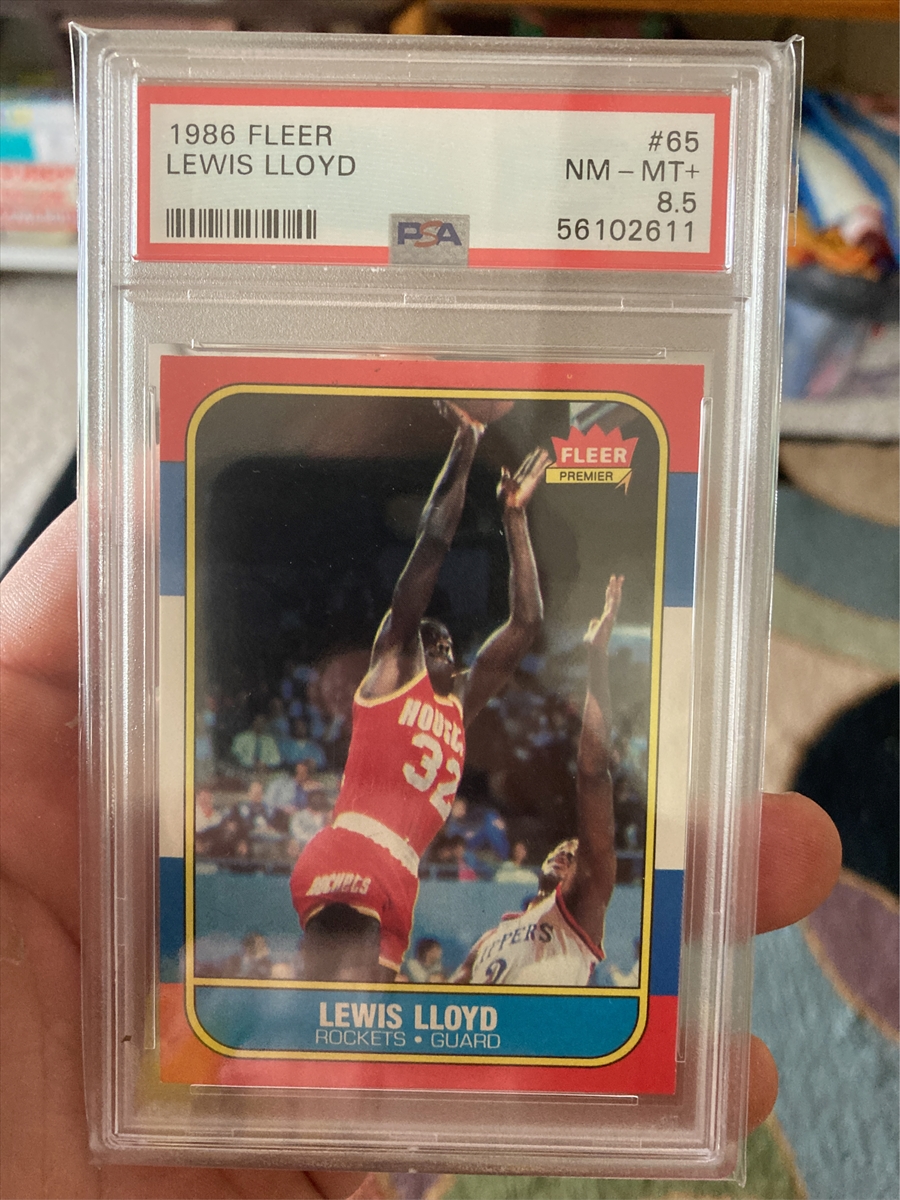 1986 FLEER #65
LEWIS LLOYD NM – MT+
8.5
PSA 56102611
FLEER
PREMIER
32
ROCKETS
LEWIS LLOYD
ROCKETS • GUARD